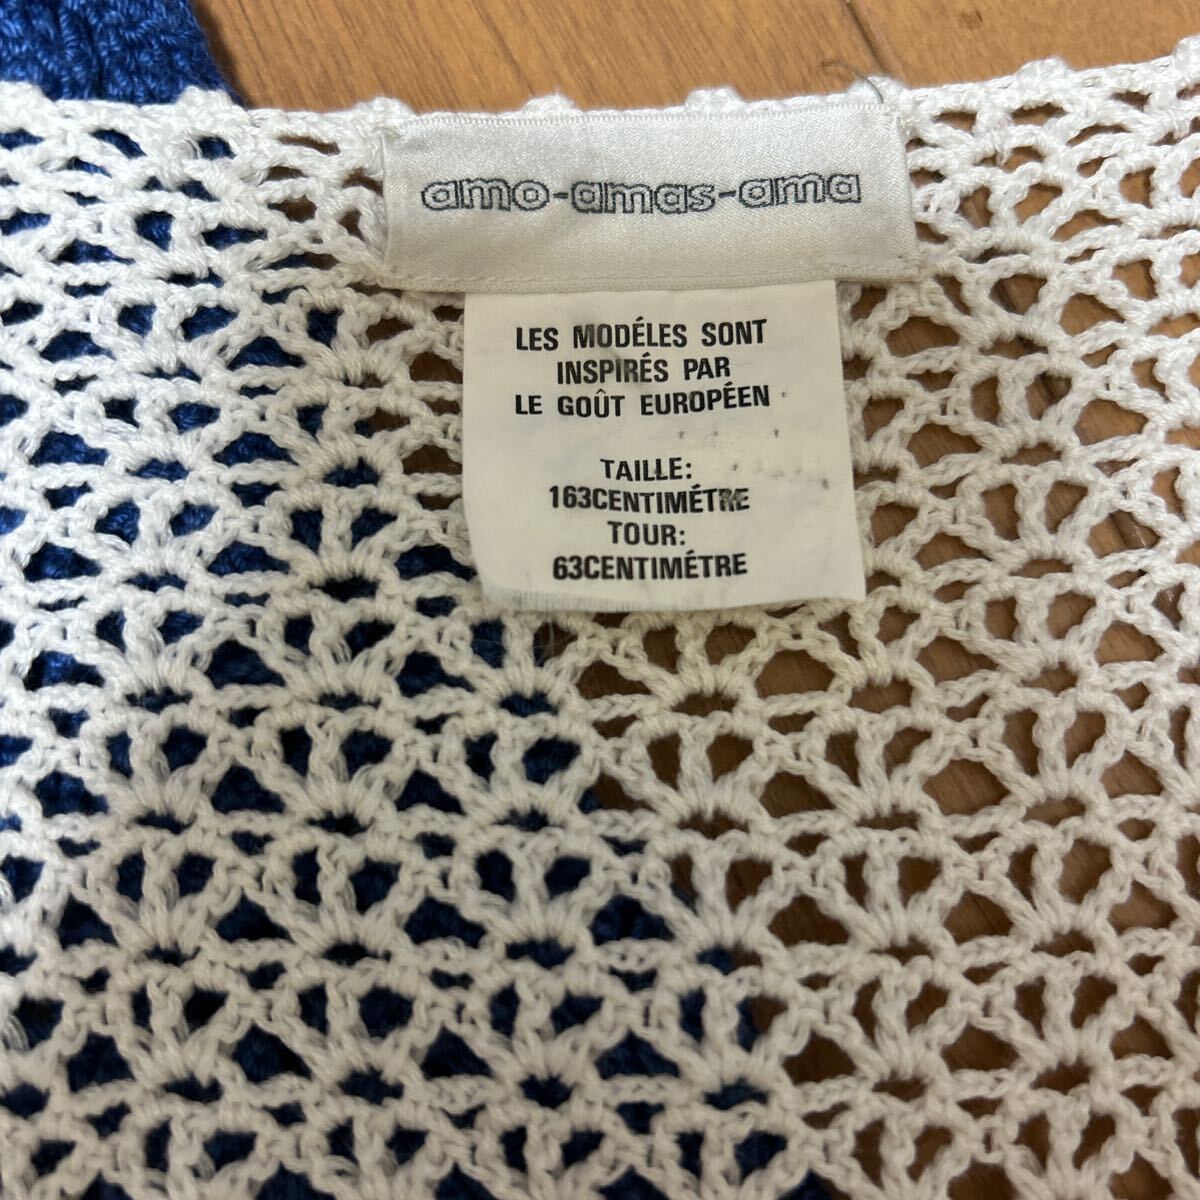 amo-amas-ama
LES MODÉLES SONT
INSPIRÉS PAR
LE GOÛT EUROPÉEN
TAILLE:
163CENTIMÉTRE
TOUR:
63CENTIMÉTRE